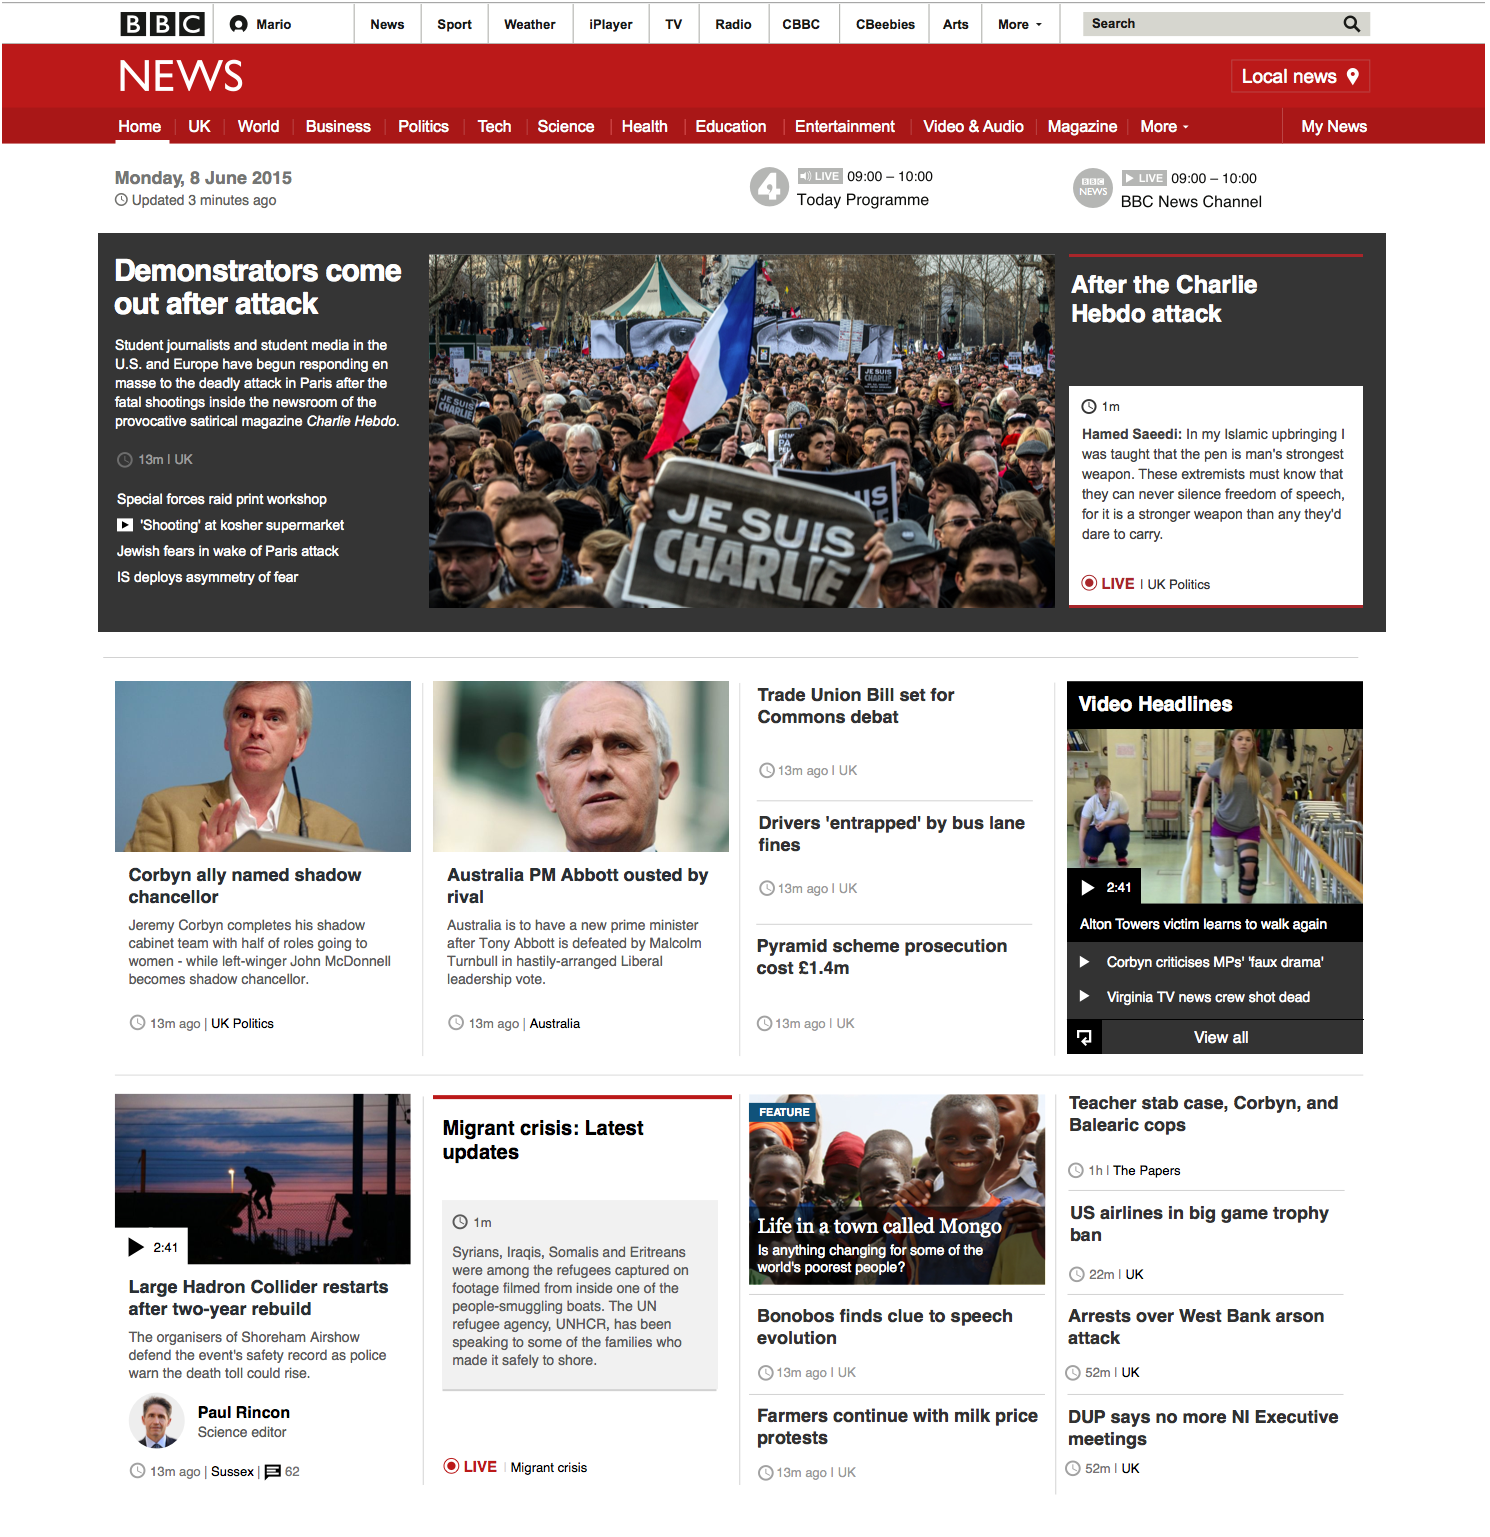 BBC
Mario
News
Sport
Weather
iPlayer
TV
Radio
CBBC
CBeebies
Arts
More
Search
NEWS
Local news
Home
UK
World
Business
Politics
Tech
Science
Health
Education
Entertainment
Video & Audio
Magazine
More
My News
Monday, 8 June 2015
Updated 3 minutes ago
4
LIVE 09:00 – 10:00
Today Programme
BBC
NEWS
LIVE 09:00 – 10:00
BBC News Channel
Demonstrators come
out after attack
Student journalists and student media in the
U.S. and Europe have begun responding en
masse to the deadly attack in Paris after the
fatal shootings inside the newsroom of the
provocative satirical magazine Charlie Hebdo.
13m | UK
Special forces raid print workshop
'Shooting' at kosher supermarket
Jewish fears in wake of Paris attack
IS deploys asymmetry of fear
JE SUIS
CHARLIE
JE SUIS
CHARLIE
JE SUIS
CHARLIE
After the Charlie
Hebdo attack
1m
Hamed Saeedi: In my Islamic upbringing I
was taught that the pen is man's strongest
weapon. These extremists must know that
they can never silence freedom of speech,
for it is a stronger weapon than any they'd
dare to carry.
LIVE | UK Politics
Corbyn ally named shadow
chancellor
Jeremy Corbyn completes his shadow
cabinet team with half of roles going to
women - while left-winger John McDonnell
becomes shadow chancellor.
13m ago | UK Politics
Australia PM Abbott ousted by
rival
Australia is to have a new prime minister
after Tony Abbott is defeated by Malcolm
Turnbull in hastily-arranged Liberal
leadership vote.
13m ago | Australia
Trade Union Bill set for
Commons debat
13m ago | UK
Drivers 'entrapped' by bus lane
fines
13m ago | UK
Pyramid scheme prosecution
cost £1.4m
13m ago | UK
Video Headlines
2:41
Alton Towers victim learns to walk again
Corbyn criticises MPs' 'faux drama'
Virginia TV news crew shot dead
View all
2:41
Large Hadron Collider restarts
after two-year rebuild
The organisers of Shoreham Airshow
defend the event's safety record as police
warn the death toll could rise.
Paul Rincon
Science editor
13m ago | Sussex | 62
Migrant crisis: Latest
updates
1m
Syrians, Iraqis, Somalis and Eritreans
were among the refugees captured on
footage filmed from inside one of the
people-smuggling boats. The UN
refugee agency, UNHCR, has been
speaking to some of the families who
made it safely to shore.
LIVE | Migrant crisis
FEATURE
Life in a town called Mongo
Is anything changing for some of the
world's poorest people?
Bonobos finds clue to speech
evolution
13m ago | UK
Farmers continue with milk price
protests
13m ago | UK
Teacher stab case, Corbyn, and
Balearic cops
1h | The Papers
US airlines in big game trophy
ban
22m | UK
Arrests over West Bank arson
attack
52m | UK
DUP says no more NI Executive
meetings
52m | UK